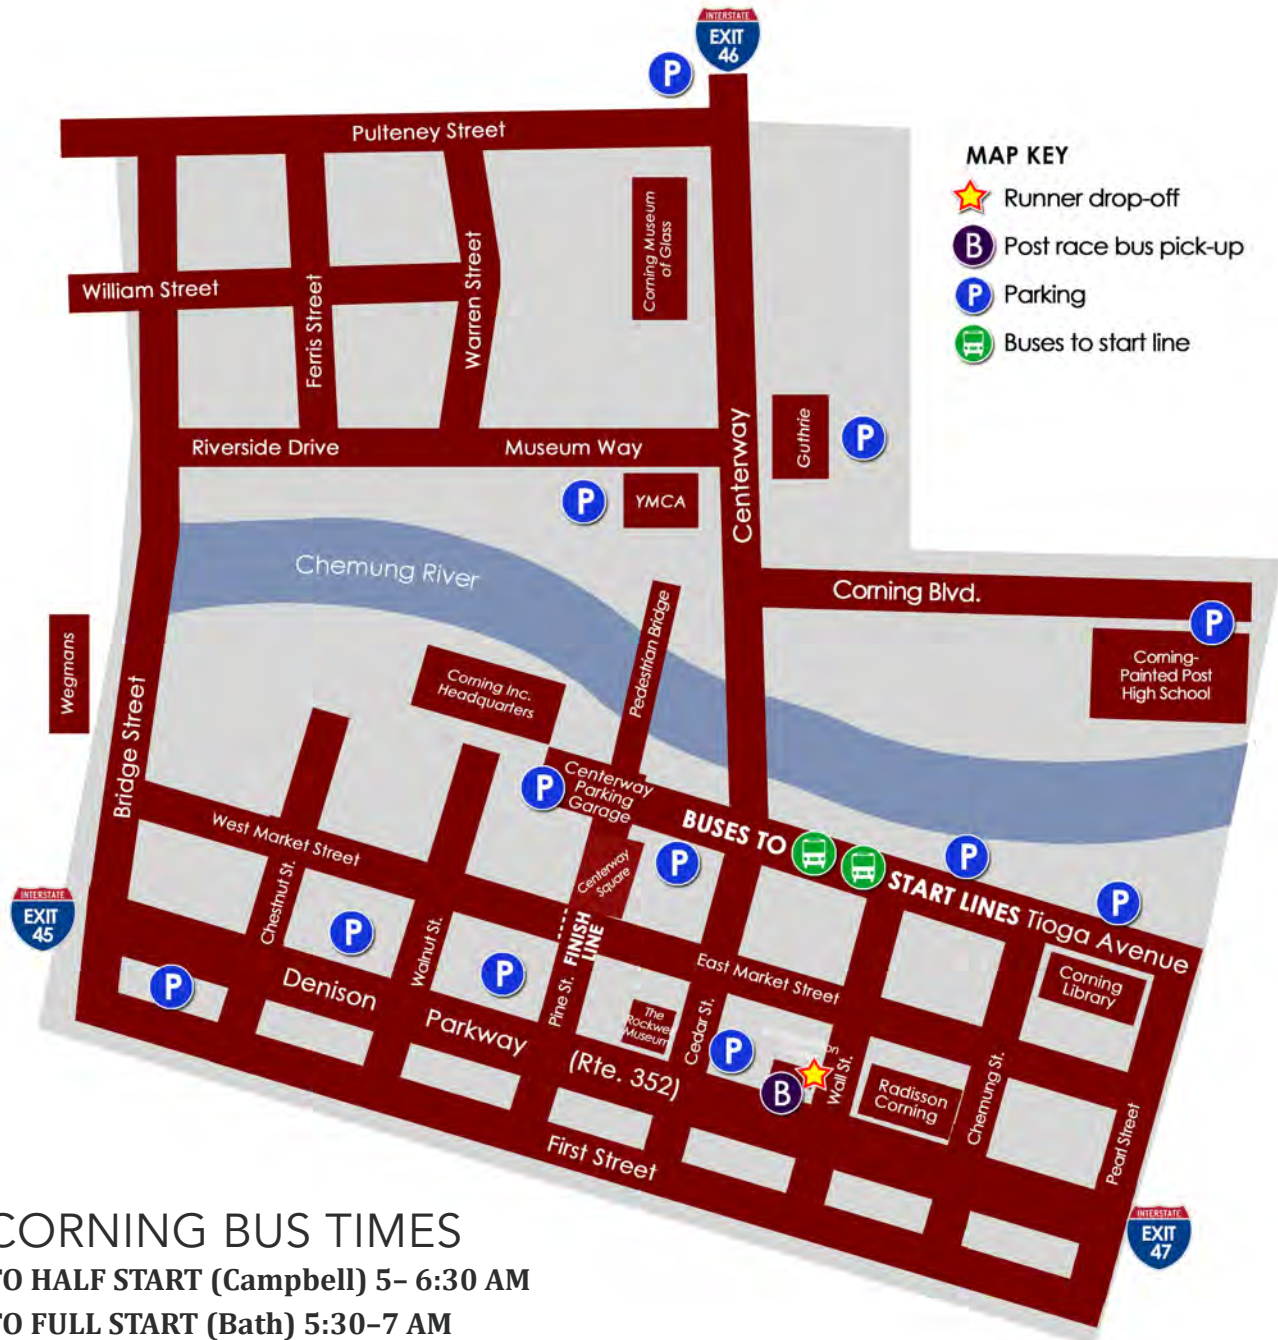 INTERSTATE
EXIT
46
P
Pulteney Street
MAP KEY
Runner drop-off
B Post race bus pick-up
P Parking
Buses to start line
Corning Museum
of Glass
William Street
Ferris Street
Warren Street
Centerway
Guthrie
P
Riverside Drive
Museum Way
P
YMCA
Chemung River
Corning Blvd.
P
Corning-
Painted Post
High School
Wegmans
Bridge Street
Pedestrian Bridge
Corning Inc.
Headquarters
P
Centerway
Parking
Garage
BUSES TO
START LINES Tioga Avenue
P
P
P
West Market Street
Centerway
Square
INTERSTATE
EXIT
45
Chestnut St.
P
Walnut St.
P
FINISH
LINE
Pine St.
East Market Street
Corning
Library
P
Denison
Parkway
(Rte. 352)
The
Rockwell
Museum
Cedar St.
P
on
B
Wall St.
Radisson
Corning
Chemung St.
Pearl Street
First Street
INTERSTATE
EXIT
47
CORNING BUS TIMES
TO HALF START (Campbell) 5– 6:30 AM
TO FULL START (Bath) 5:30–7 AM